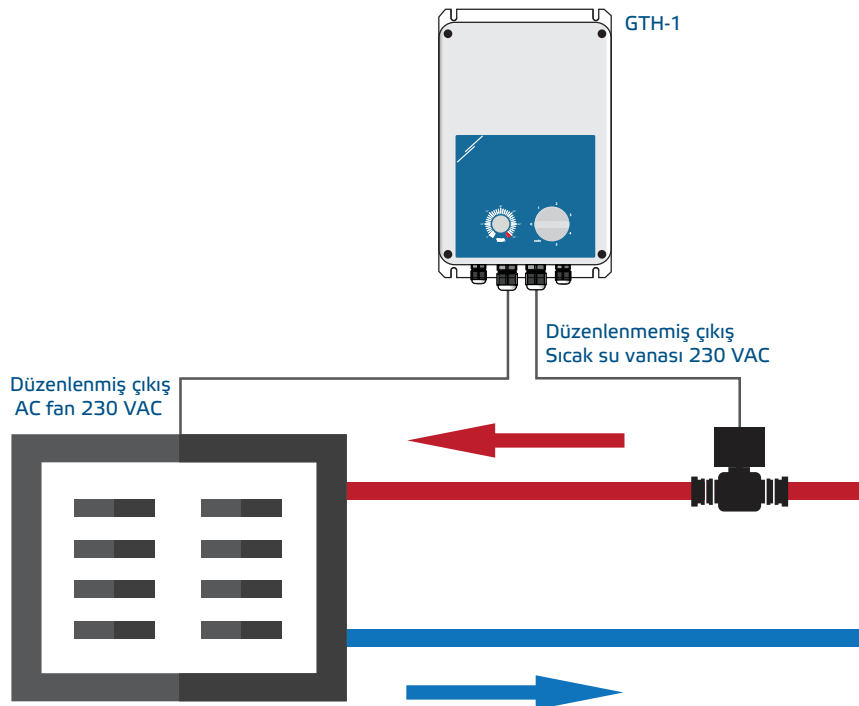 GTH-1
Düzenlenmemiş çıkış
Sıcak su vanası 230 VAC
Düzenlenmiş çıkış
AC fan 230 VAC